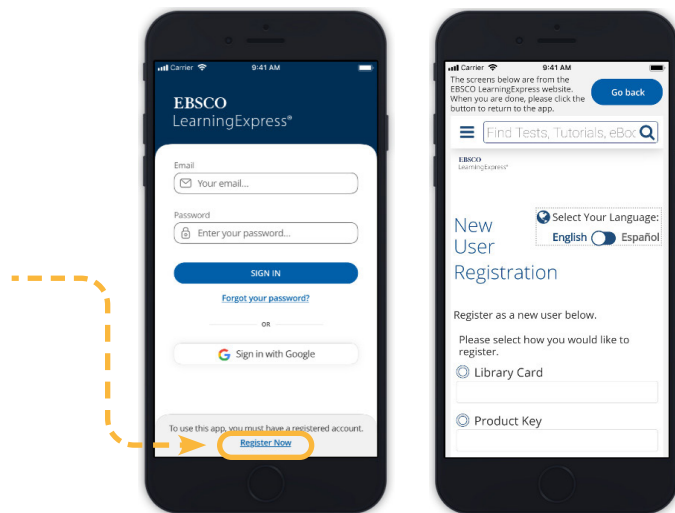 Carrier 9:41 AM
EBSCO
LearningExpress®
Email
Your email...
Password
Enter your password...
SIGN IN
Forgot your password?
OR
Sign in with Google
To use this app, you must have a registered account.
Register Now
Carrier 9:41 AM
The screens below are from the
EBSCO LearningExpress website.
When you are done, please click the
button to return to the app.
Go back
Find Tests, Tutorials, eBoo
EBSCO
LearningExpress®
New
User
Registration
Select Your Language:
English Español
Register as a new user below.
Please select how you would like to
register.
Library Card
Product Key